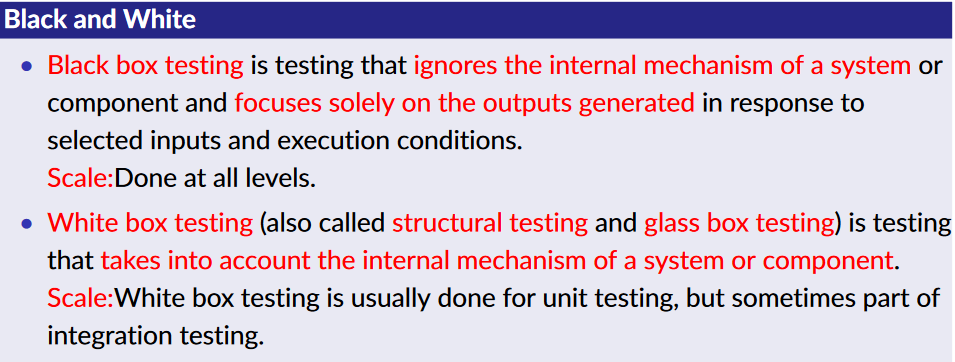 Black and White
• Black box testing is testing that ignores the internal mechanism of a system or
component and focuses solely on the outputs generated in response to
selected inputs and execution conditions.
Scale:Done at all levels.
• White box testing (also called structural testing and glass box testing) is testing
that takes into account the internal mechanism of a system or component.
Scale:White box testing is usually done for unit testing, but sometimes part of
integration testing.